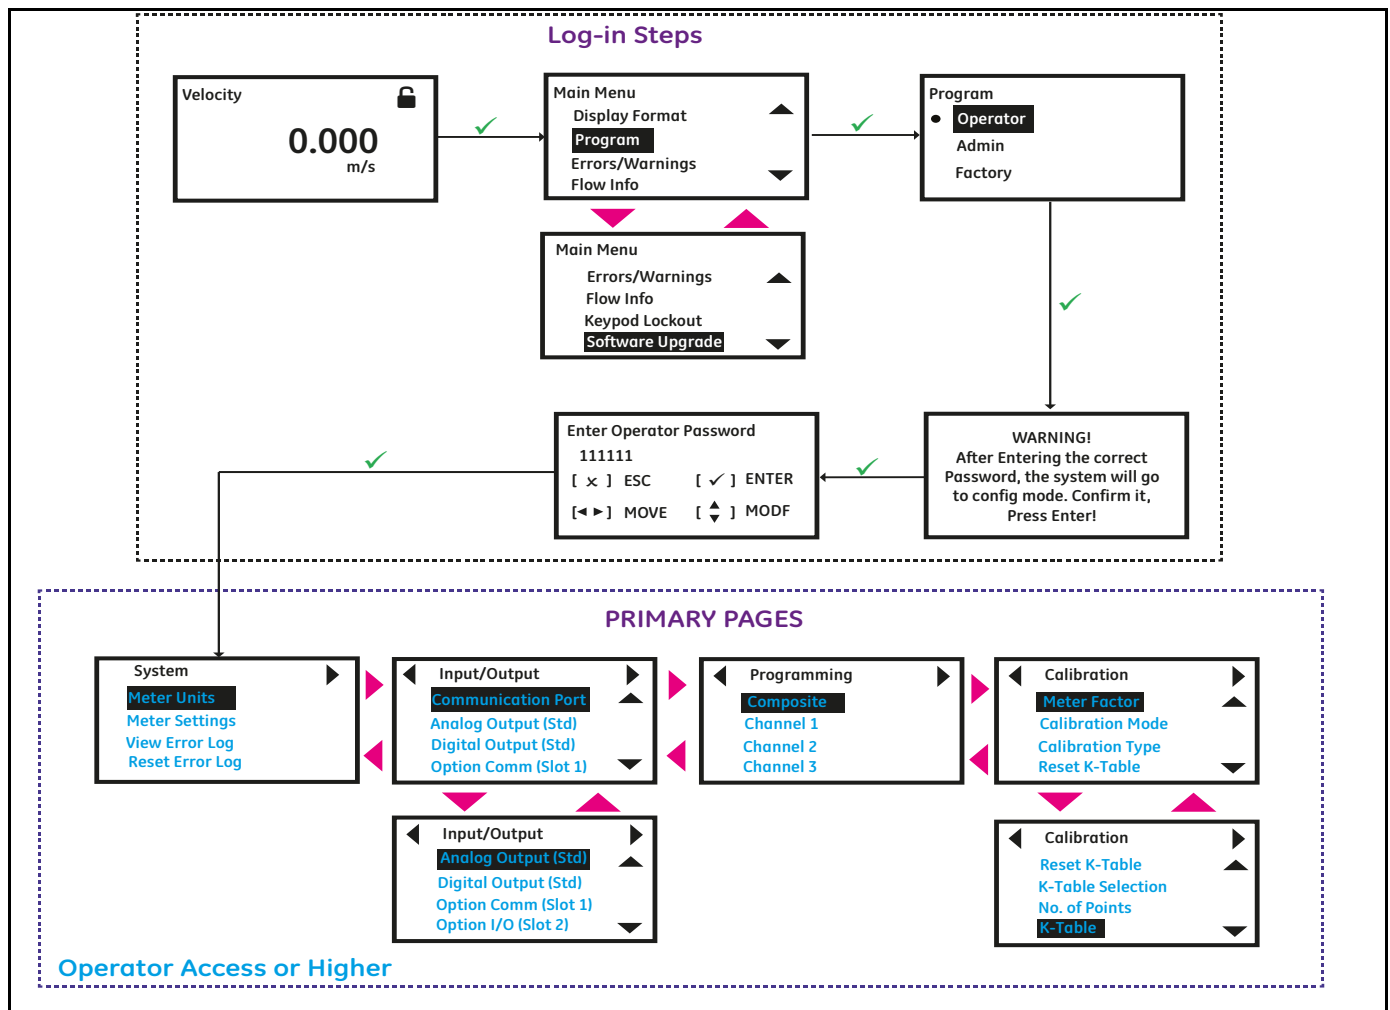 Log-in Steps
Velocity
0.000
m/s
Main Menu
Display Format
Program
Errors/Warnings
Flow Info
Program
Operator
Admin
Factory
Main Menu
Errors/Warnings
Flow Info
Keypod Lockout
Software Upgrade
Enter Operator Password
111111
[ x ] ESC [ ✓ ] ENTER
[◄ ►] MOVE [ ▲▼ ] MODF
WARNING!
After Entering the correct
Password, the system will go
to config mode. Confirm it,
Press Enter!
PRIMARY PAGES
System
Meter Units
Meter Settings
View Error Log
Reset Error Log
Input/Output
Communication Port
Analog Output (Std)
Digital Output (Std)
Option Comm (Slot 1)
Programming
Composite
Channel 1
Channel 2
Channel 3
Calibration
Meter Factor
Calibration Mode
Calibration Type
Reset K-Table
Input/Output
Analog Output (Std)
Digital Output (Std)
Option Comm (Slot 1)
Option I/O (Slot 2)
Calibration
Reset K-Table
K-Table Selection
No. of Points
K-Table
Operator Access or Higher